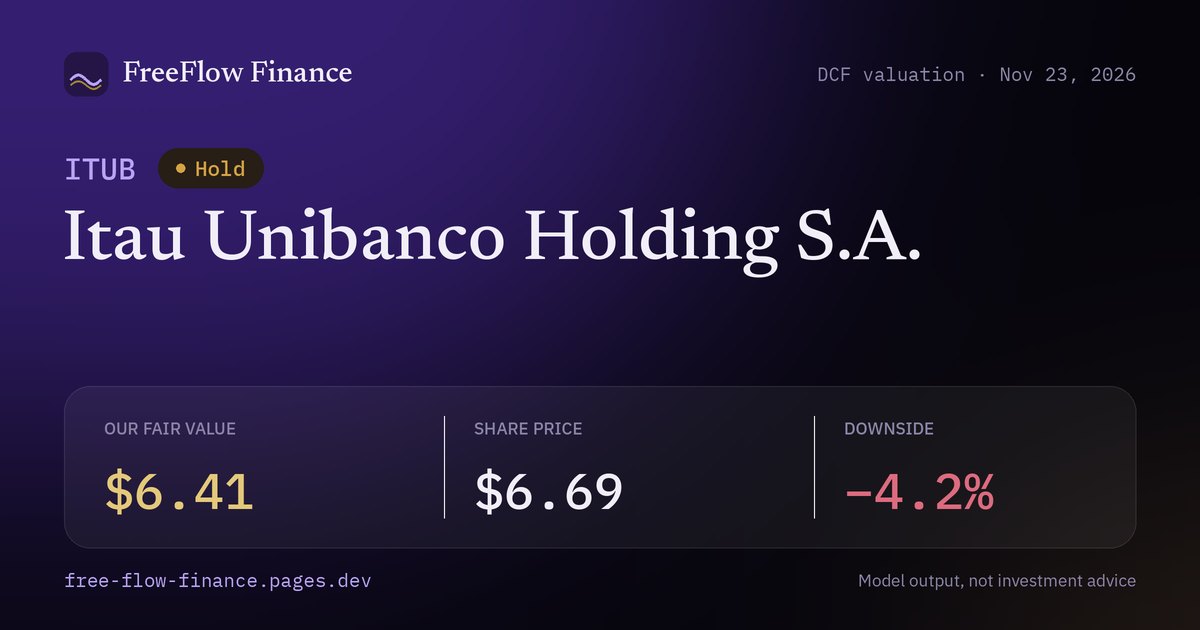 FreeFlow Finance
DCF valuation · Nov 23, 2026
ITUB
Hold
Itau Unibanco Holding S.A.
OUR FAIR VALUE
SHARE PRICE
DOWNSIDE
$6.41
$6.69
−4.2%
free-flow-finance.pages.dev
Model output, not investment advice